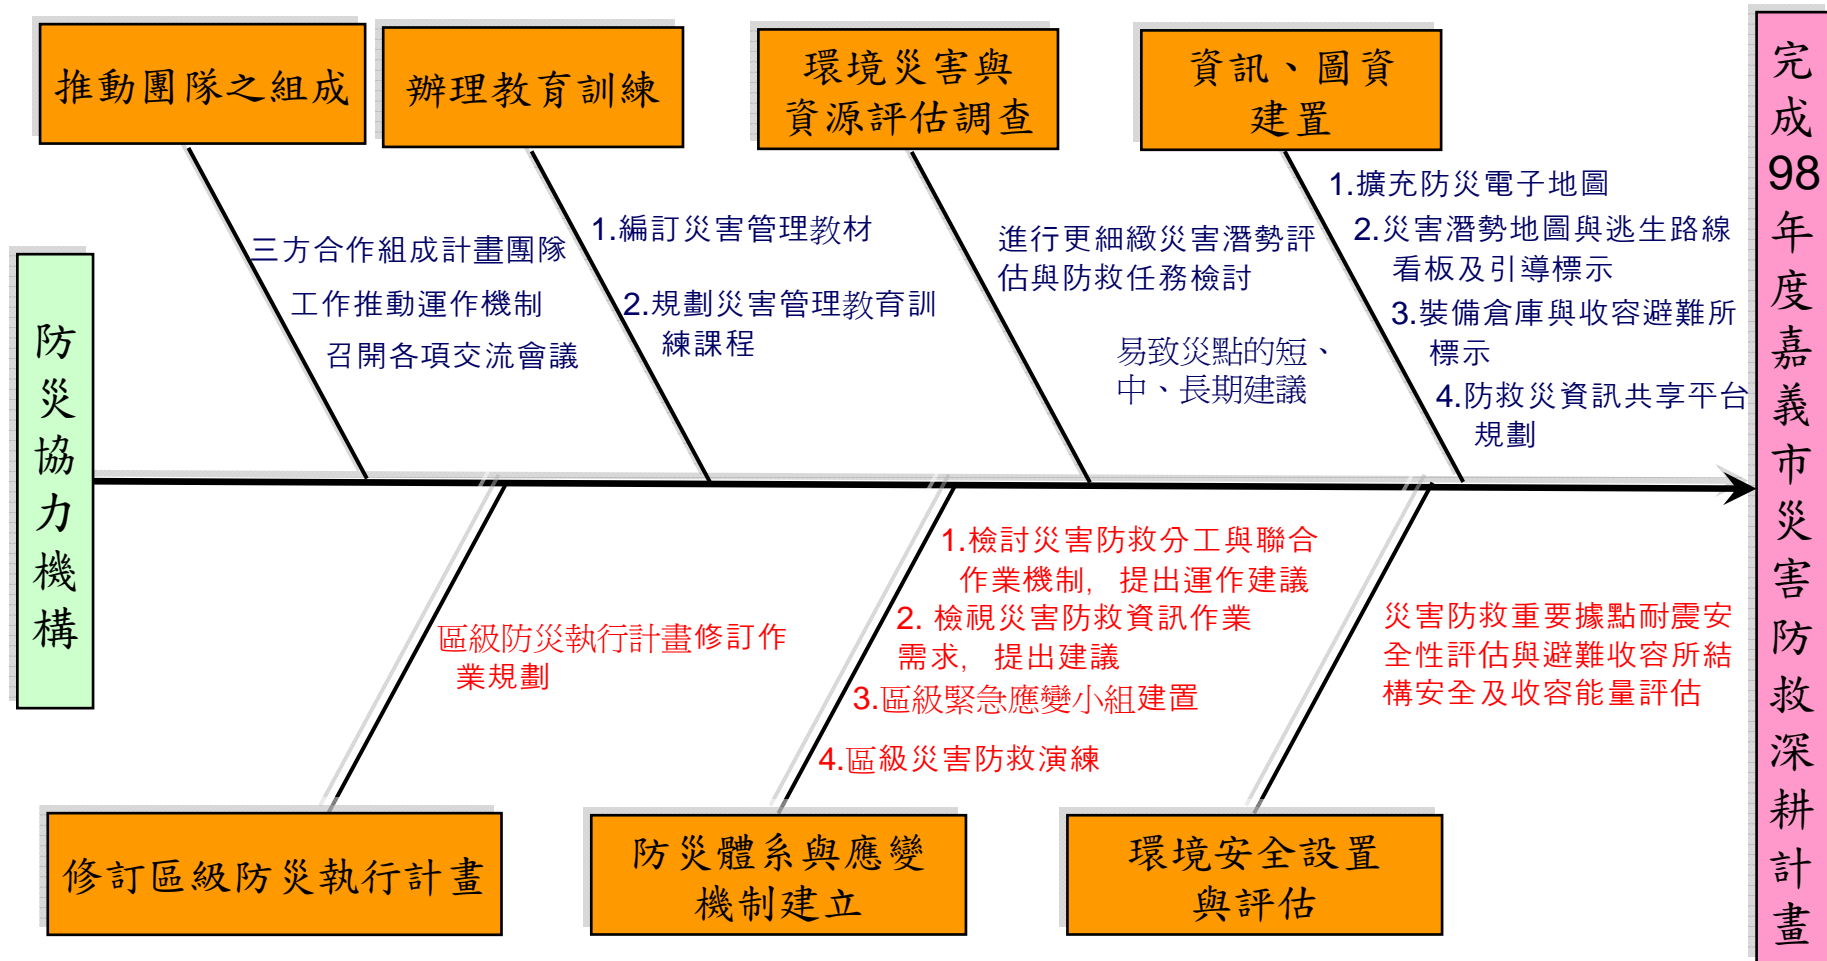 推動團隊之組成
辦理教育訓練
環境災害與
資源評估調查
資訊、圖資
建置
三方合作組成計畫團隊
工作推動運作機制
召開各項交流會議
1.編訂災害管理教材
2.規劃災害管理教育訓
練課程
進行更細緻災害潛勢評
估與防救任務檢討
易致災點的短、
中、長期建議
1.擴充防災電子地圖
2.災害潛勢地圖與逃生路線
看板及引導標示
3.裝備倉庫與收容避難所
標示
4.防救災資訊共享平台
規劃
防災協力機構
完成98年度嘉義市災害防救深耕計畫
區級防災執行計畫修訂作
業規劃
1.檢討災害防救分工與聯合
作業機制，提出運作建議
2. 檢視災害防救資訊作業
需求，提出建議
3.區級緊急應變小組建置
4.區級災害防救演練
災害防救重要據點耐震安
全性評估與避難收容所結
構安全及收容能量評估
修訂區級防災執行計畫
防災體系與應變
機制建立
環境安全設置
與評估